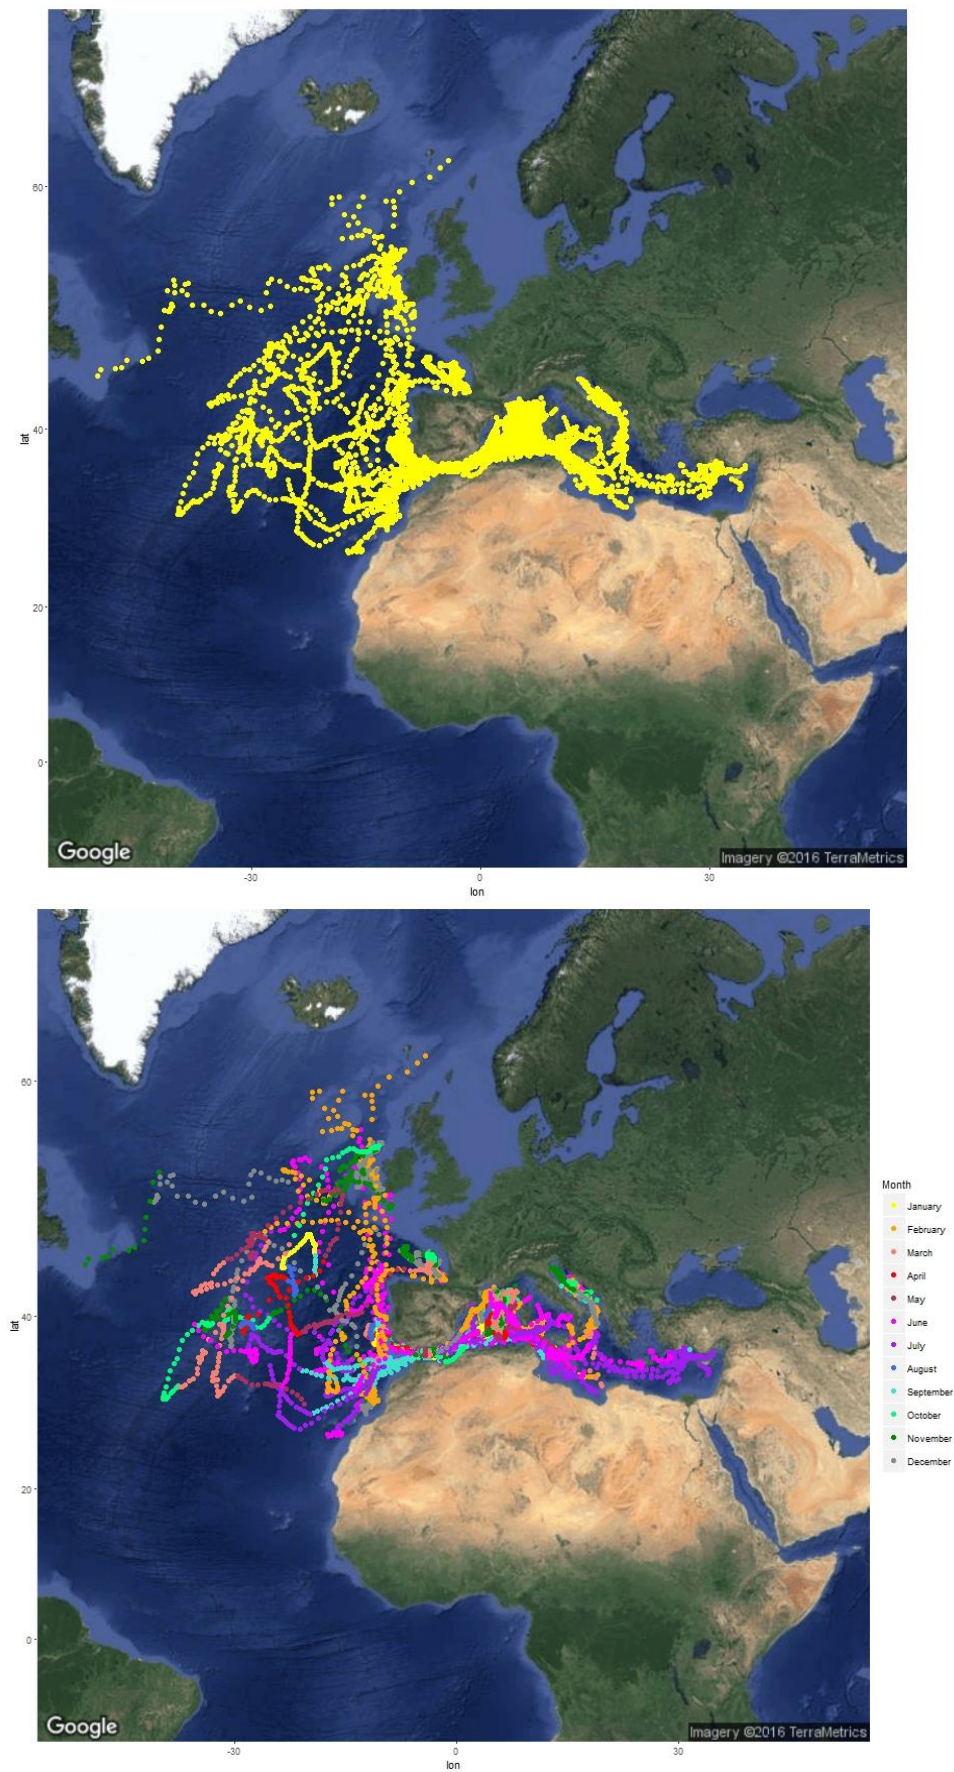 60
40
lat
20
0
Google
Imagery ©2016 TerraMetrics
-30
0
30
lon
60
40
lat
20
0
Google
Imagery ©2016 TerraMetrics
-30
0
30
lon
Month
January
February
March
April
May
June
July
August
September
October
November
December